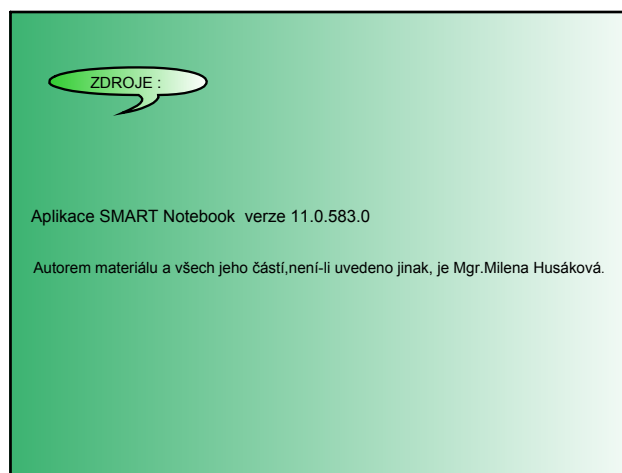 ZDROJE :
Aplikace SMART Notebook verze 11.0.583.0
Autorem materiálu a všech jeho částí,není-li uvedeno jinak, je Mgr.Milena Husáková.